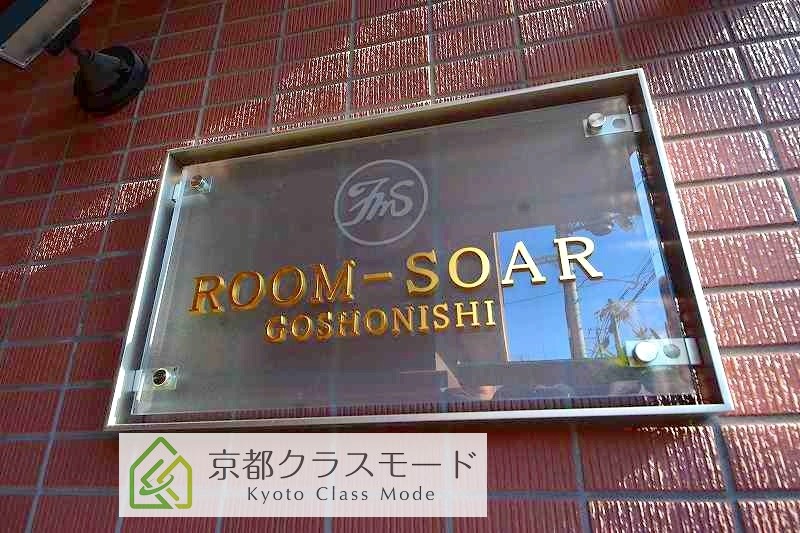 FMS
ROOM-SOAR
GOSHONISHI
京都クラスモード
Kyoto Class Mode